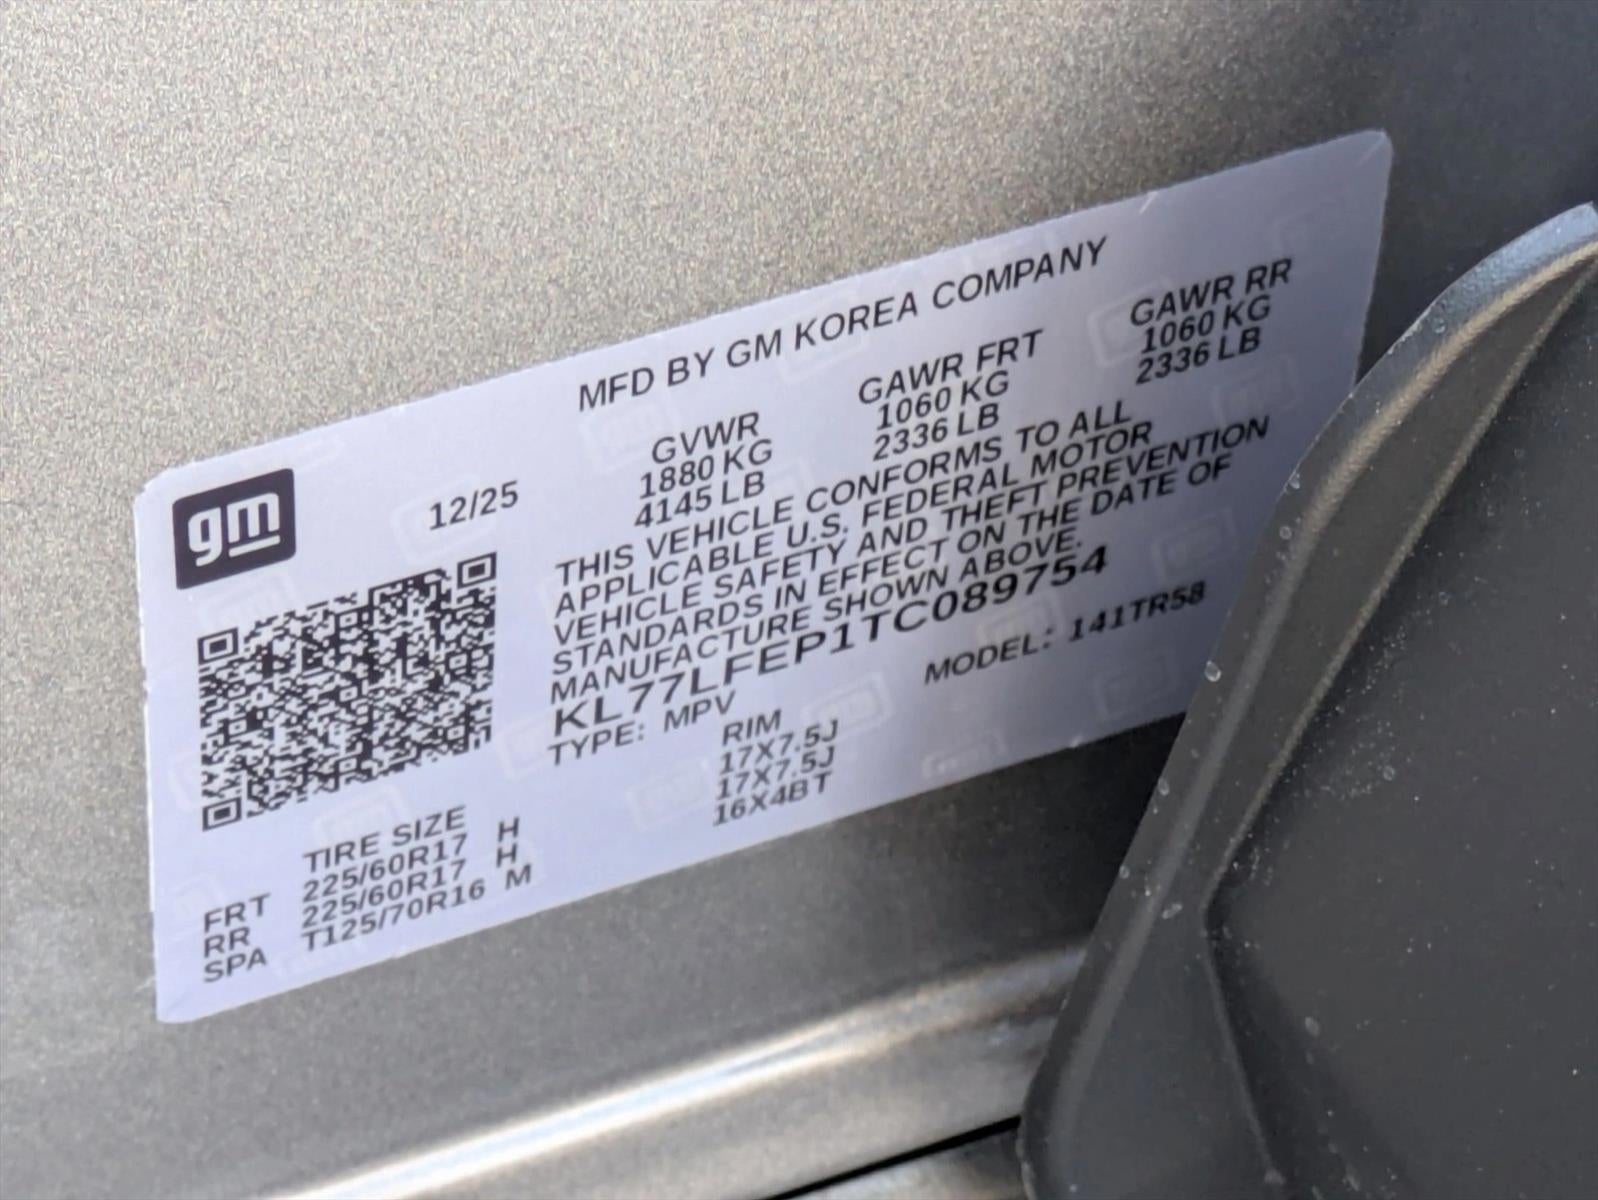 MFD BY GM KOREA COMPANY
gm
12/25
GVWR GAWR FRT GAWR RR
1880 KG 1060 KG 1060 KG
4145 LB 2336 LB 2336 LB
THIS VEHICLE CONFORMS TO ALL
APPLICABLE U.S. FEDERAL MOTOR
VEHICLE SAFETY AND THEFT PREVENTION
STANDARDS IN EFFECT ON THE DATE OF
MANUFACTURE SHOWN ABOVE.
KL77LFEP1TC089754
TYPE: MPV MODEL: 141TR58
TIRE SIZE RIM
FRT 225/60R17 H 17X7.5J
RR 225/60R17 H 17X7.5J
SPA T125/70R16 M 16X4BT